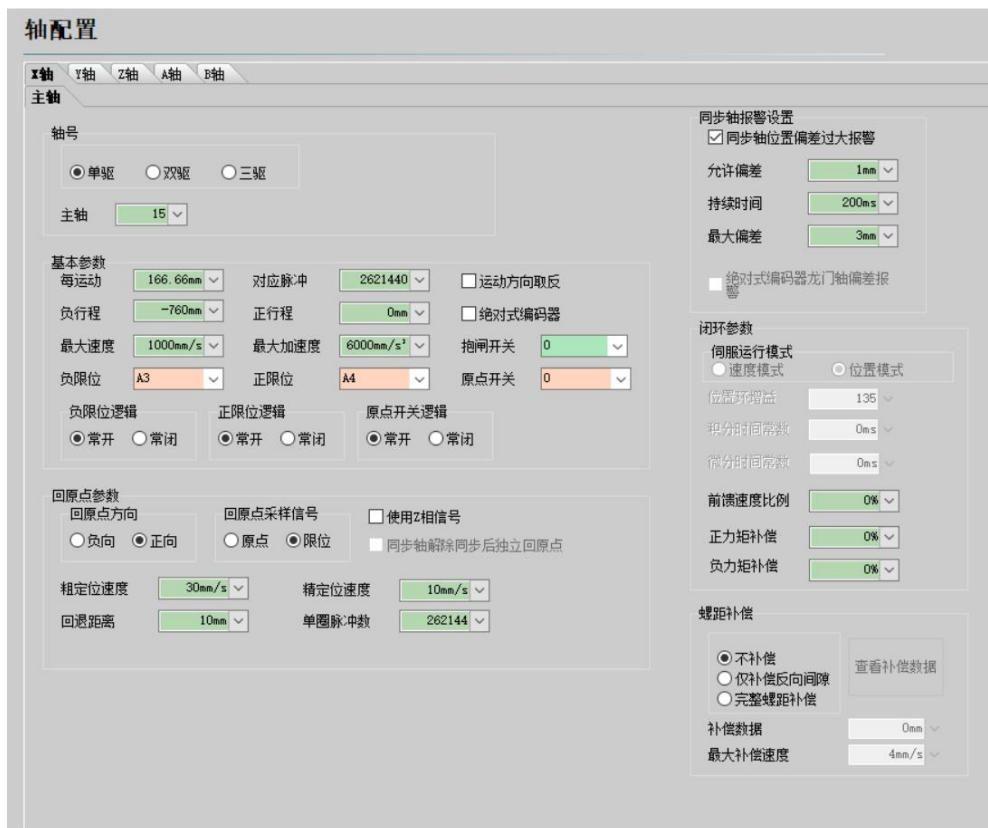 轴配置
X轴 Y轴 Z轴 A轴 B轴
主轴
轴号
单驱 双驱 三驱
主轴 15
基本参数
每运动 166.66mm 对应脉冲 2621440 运动方向取反
负行程 -760mm 正行程 0mm 绝对式编码器
最大速度 1000mm/s 最大加速度 6000mm/s² 抱闸开关 0
负限位 A3 正限位 A4 原点开关 0
负限位逻辑 正限位逻辑 原点开关逻辑
常开 常闭 常开 常闭 常开 常闭
回原点参数
回原点方向 回原点采样信号 使用Z相信号
负向 正向 原点 限位 同步轴解除同步后独立回原点
粗定位速度 30mm/s 精定位速度 10mm/s
回退距离 10mm 单圈脉冲数 262144
同步轴报警设置
同步轴位置偏差过大报警
允许偏差 1mm
持续时间 200ms
最大偏差 3mm
绝对式编码器龙门轴偏差报
警
闭环参数
伺服运行模式
速度模式 位置模式
位置环增益 135
积分时间常数 0ms
微分时间常数 0ms
前馈速度比例 0%
正力矩补偿 0%
负力矩补偿 0%
螺距补偿
不补偿
仅补偿反向间隙
完整螺距补偿
查看补偿数据
补偿数据 0mm
最大补偿速度 4mm/s